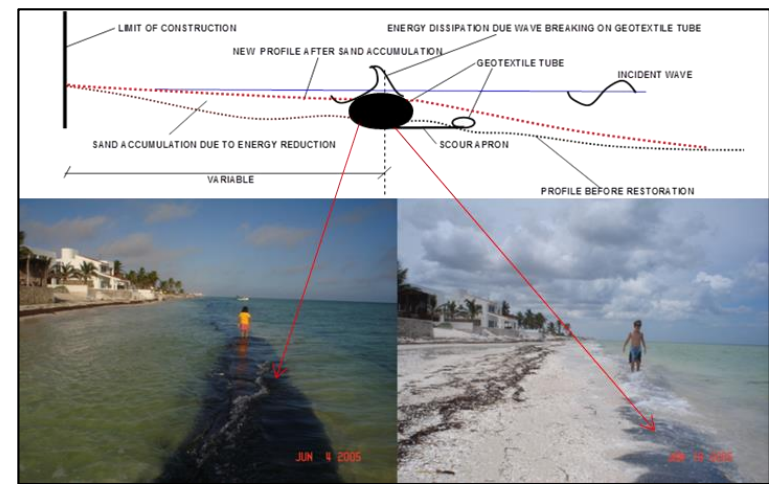 LIMIT OF CONSTRUCTION
ENERGY DISSIPATION DUE WAVE BREAKING ON GEOTEXTILE TUBE
NEW PROFILE AFTER SAND ACCUMULATION
GEOTEXTILE TUBE
INCIDENT WAVE
SAND ACCUMULATION DUE TO ENERGY REDUCTION
SCOUR APRON
VARIABLE
PROFILE BEFORE RESTORATION
JUN 4 2005
2005